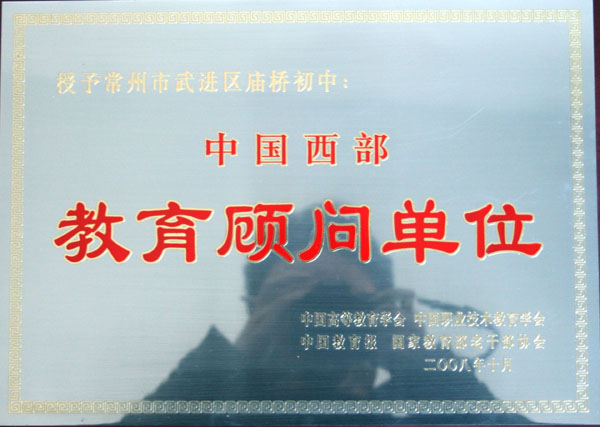 授予常州市武进区庙桥初中：
中国西部
教育顾问单位
中国高等教育学会 中国职业技术教育学会
中国教育报 国家教育部老干部协会
二〇〇八年十月